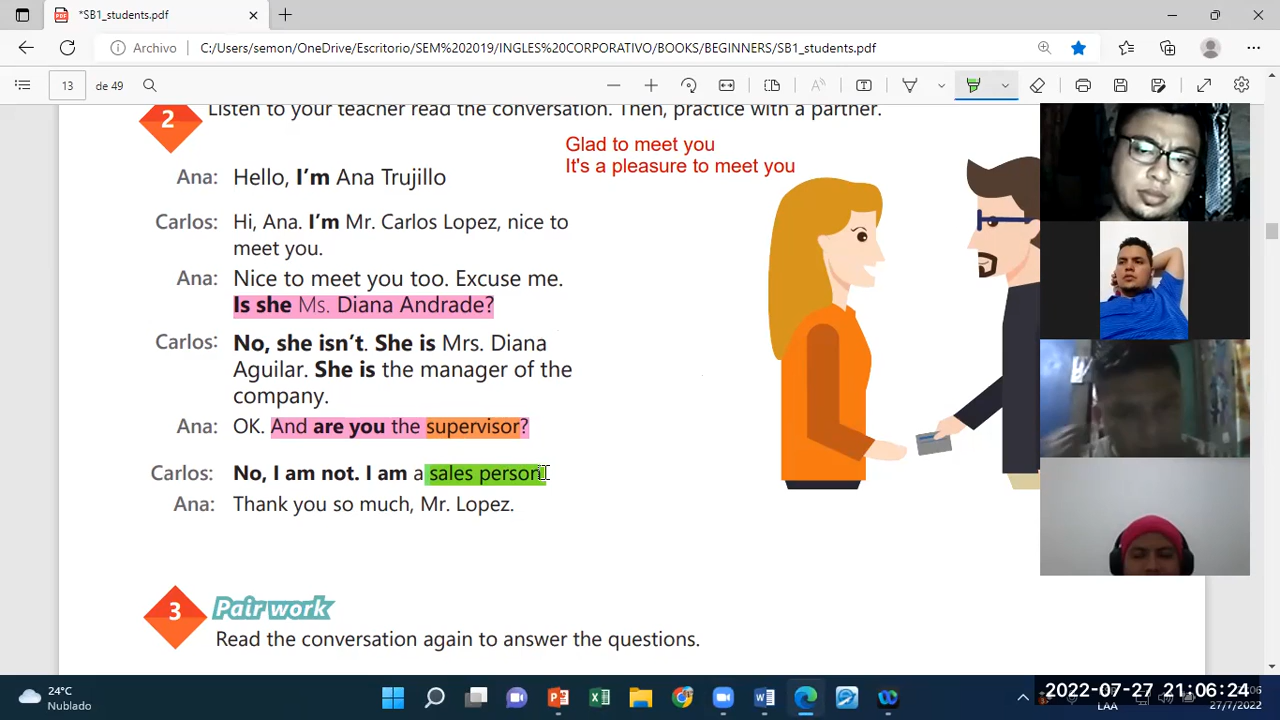 *SB1_students.pdf
Archivo C:/Users/semon/OneDrive/Escritorio/SEM%202019/INGLES%20CORPORATIVO/BOOKS/BEGINNERS/SB1_students.pdf
13 de 49
2 Listen to your teacher read the conversation. Then, practice with a partner.
Glad to meet you
It's a pleasure to meet you
Ana: Hello, I'm Ana Trujillo
Carlos: Hi, Ana. I'm Mr. Carlos Lopez, nice to
meet you.
Ana: Nice to meet you too. Excuse me.
Is she Ms. Diana Andrade?
Carlos: No, she isn't. She is Mrs. Diana
Aguilar. She is the manager of the
company.
Ana: OK. And are you the supervisor?
Carlos: No, I am not. I am a sales person
Ana: Thank you so much, Mr. Lopez.
3 Pair work
Read the conversation again to answer the questions.
24°C
Nublado
LAA
2022-07-27 21:06:24
27/7/2022